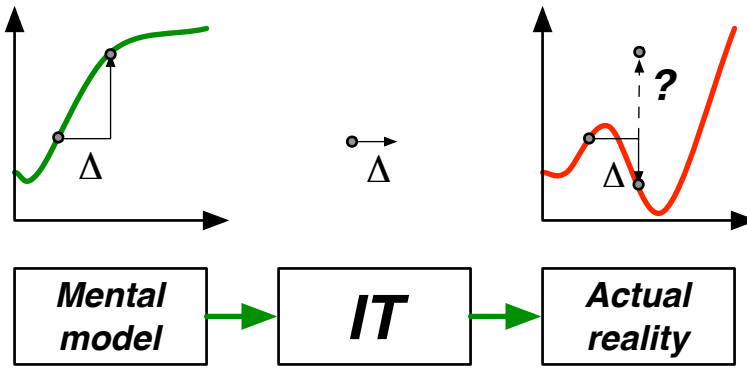 ?
Δ
Δ
Δ
Mental
model
IT
Actual
reality